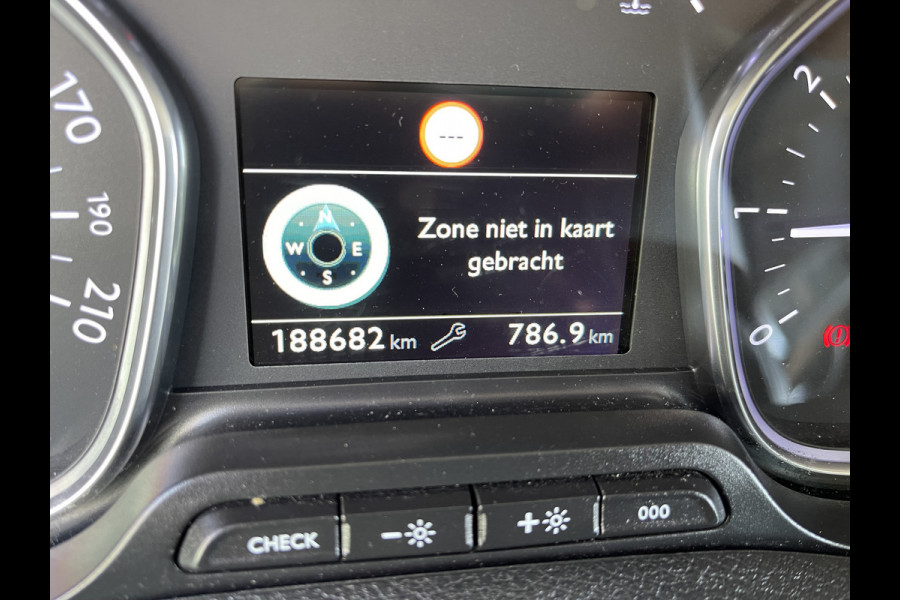 170
190
210
---
N
W E
S
Zone niet in kaart
gebracht
188682 km
786.9 km
2
1
0
CHECK
-
+
000